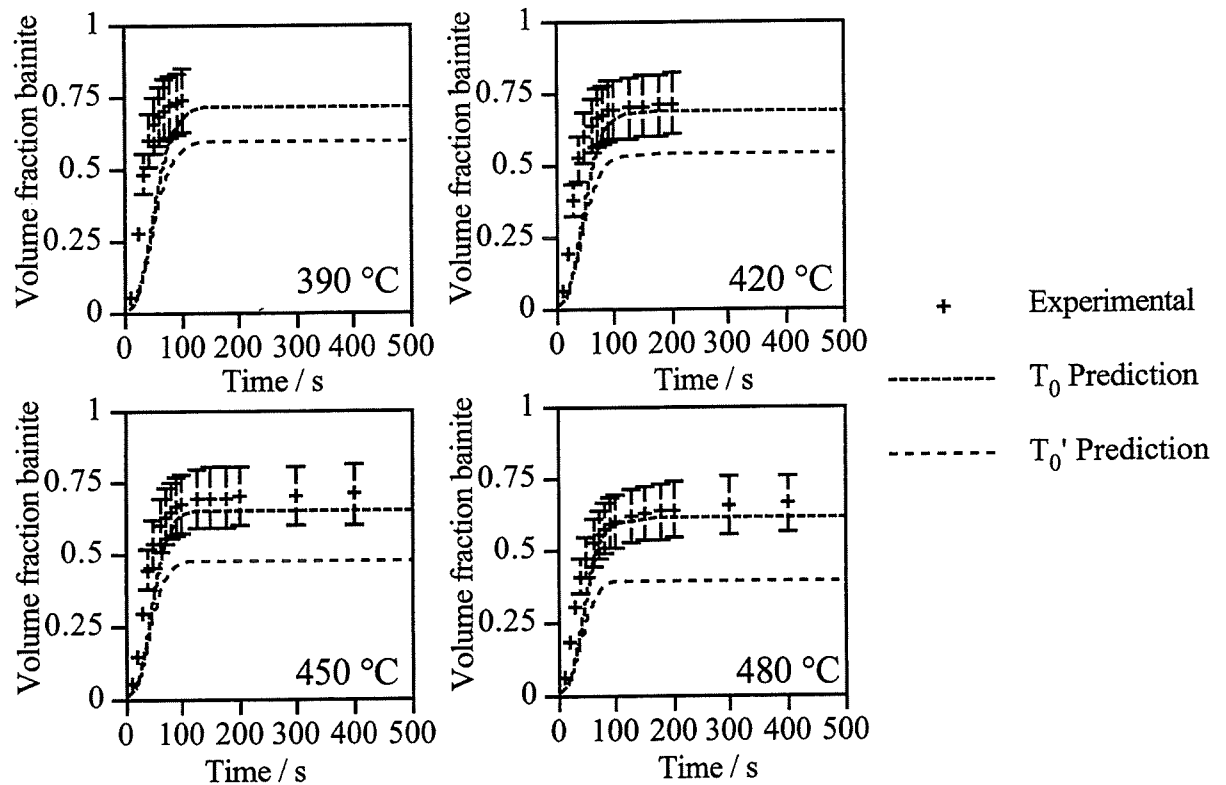 Volume fraction bainite
1
0.75
0.5
0.25
0
390 °C
0 100 200 300 400 500
Time / s
Volume fraction bainite
1
0.75
0.5
0.25
0
420 °C
0 100 200 300 400 500
Time / s
Volume fraction bainite
1
0.75
0.5
0.25
0
450 °C
0 100 200 300 400 500
Time / s
Volume fraction bainite
1
0.75
0.5
0.25
0
480 °C
0 100 200 300 400 500
Time / s
Experimental
T₀ Prediction
T₀' Prediction